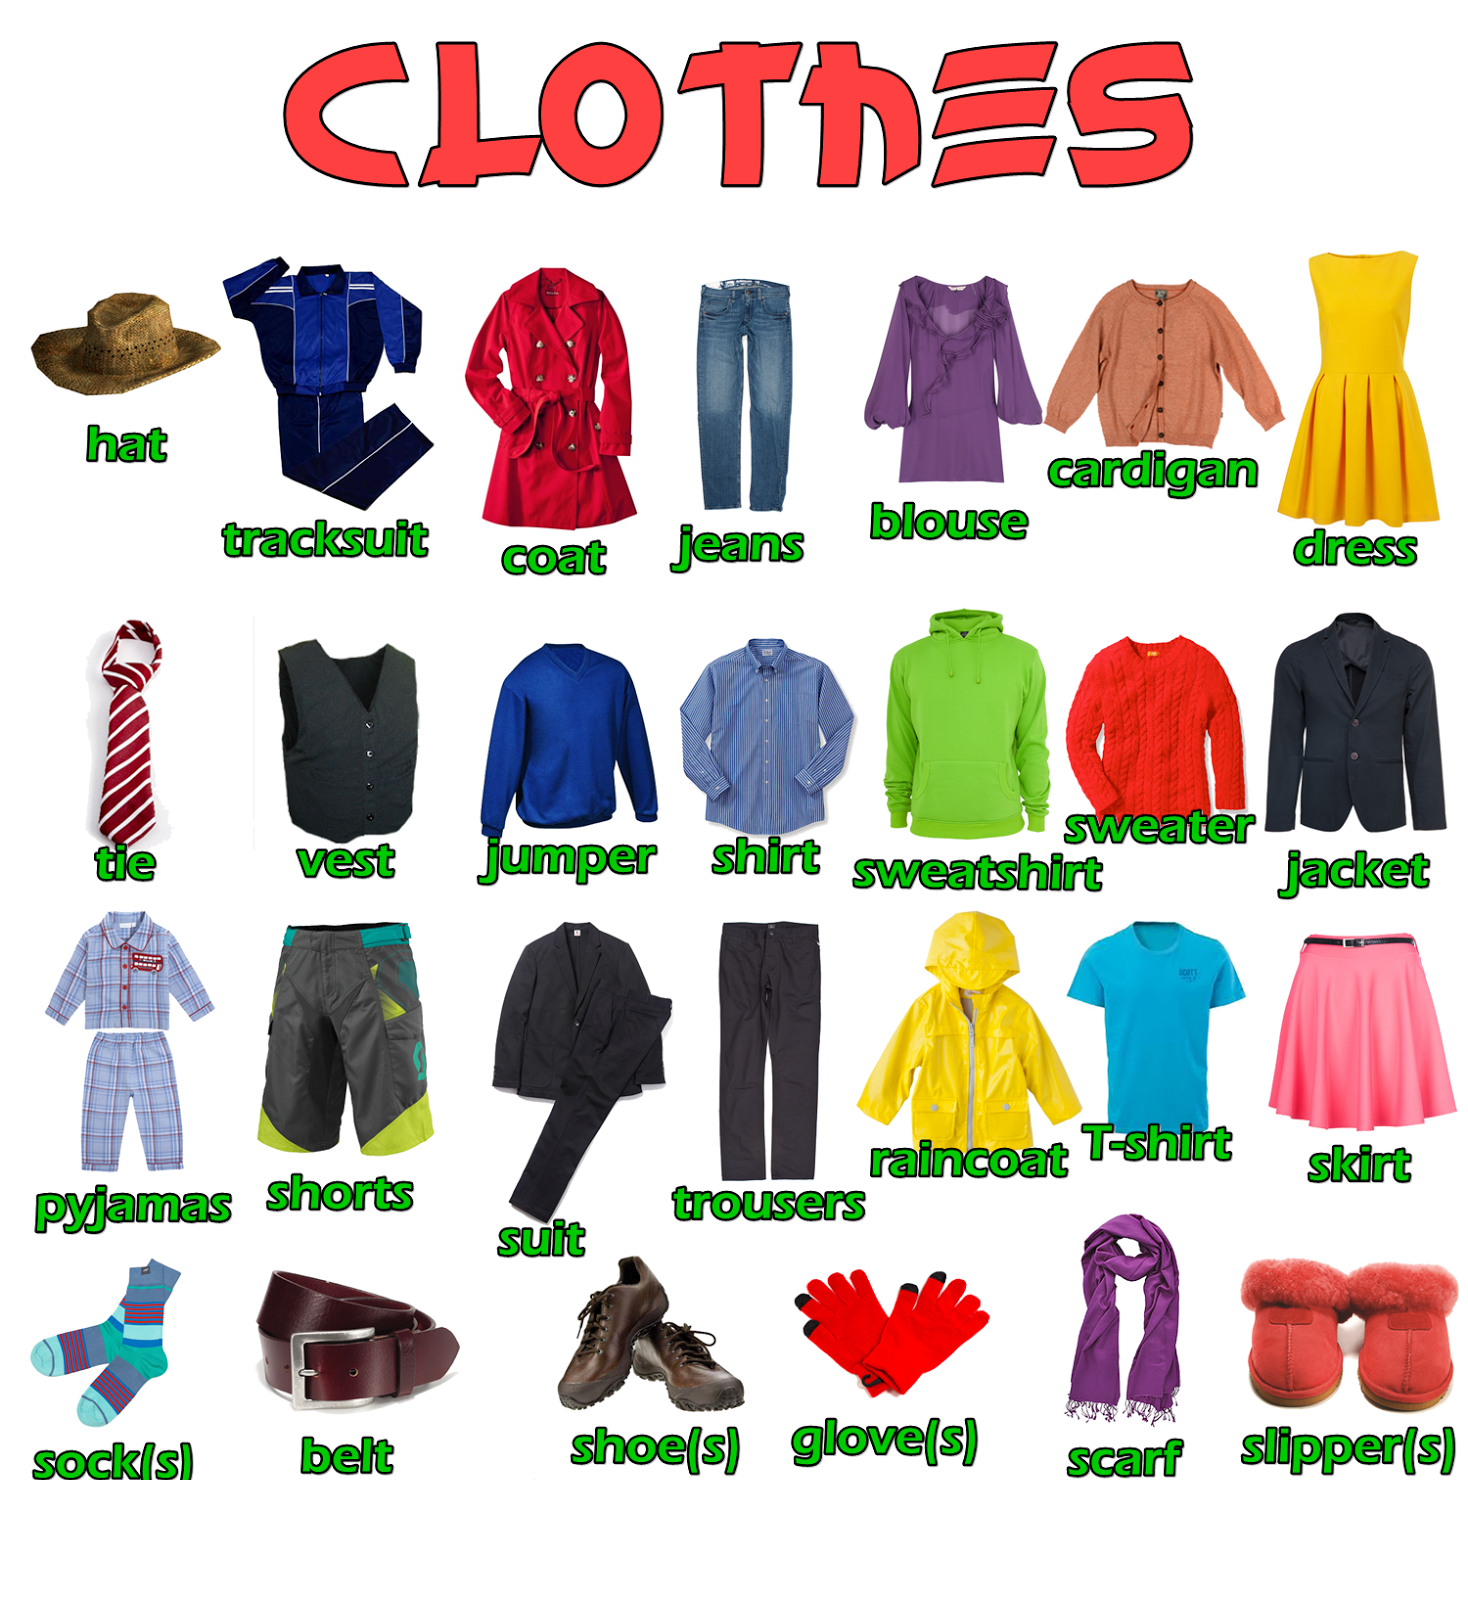 CLOTHES
hat
tracksuit
coat
jeans
blouse
cardigan
dress
tie
vest
jumper
shirt
sweatshirt
sweater
jacket
pyjamas
shorts
suit
trousers
raincoat
SCOTT
T-shirt
skirt
sock(s)
belt
shoe(s)
glove(s)
scarf
slipper(s)